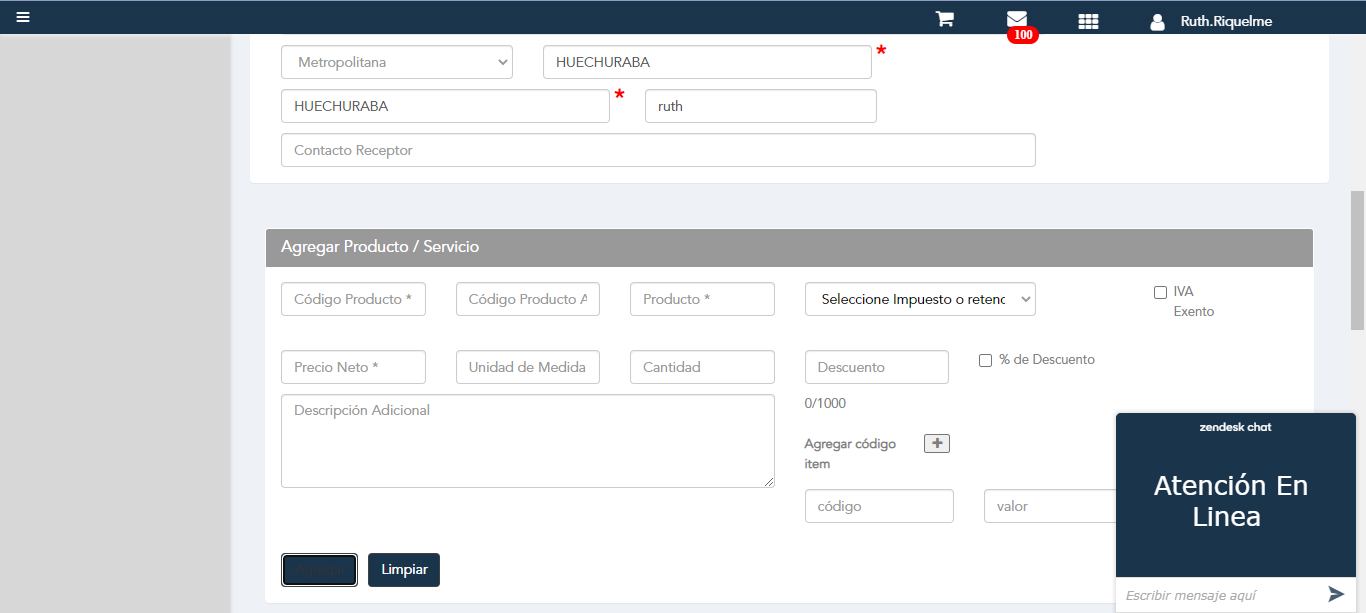 Ruth.Riquelme
100
Metropolitana
HUECHURABA
*
HUECHURABA
*
ruth
Contacto Receptor
Agregar Producto / Servicio
Código Producto *
Código Producto A
Producto *
Seleccione Impuesto o retenc
IVA
Exento
Precio Neto *
Unidad de Medida
Cantidad
Descuento
% de Descuento
Descripción Adicional
0/1000
Agregar código
item
código
valor
Agregar
Limpiar
zendesk chat
Atención En
Linea
Escribir mensaje aquí